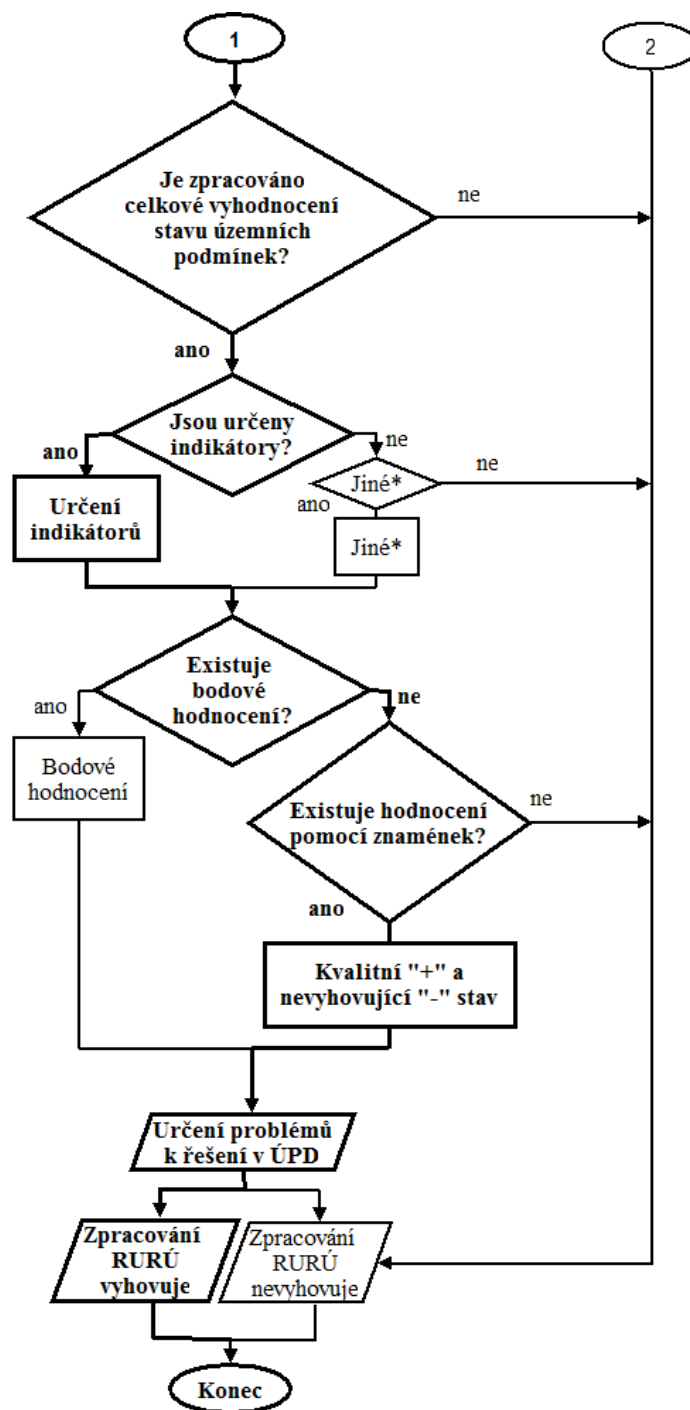 1
2
Je zpracováno
celkové vyhodnocení
stavu územních
podmínek?
ne
ano
Jsou určeny
indikátory?
ano
ne
Jiné*
ne
ano
Určení
indikátorů
Jiné*
Existuje
bodové
hodnocení?
ano
ne
Bodové
hodnocení
Existuje hodnocení
pomocí znamének?
ne
ano
Kvalitní "+" a
nevyhovující "-" stav
Určení problémů
k řešení v ÚPD
Zpracování
RURÚ
vyhovuje
Zpracování
RURÚ
nevyhovuje
Konec